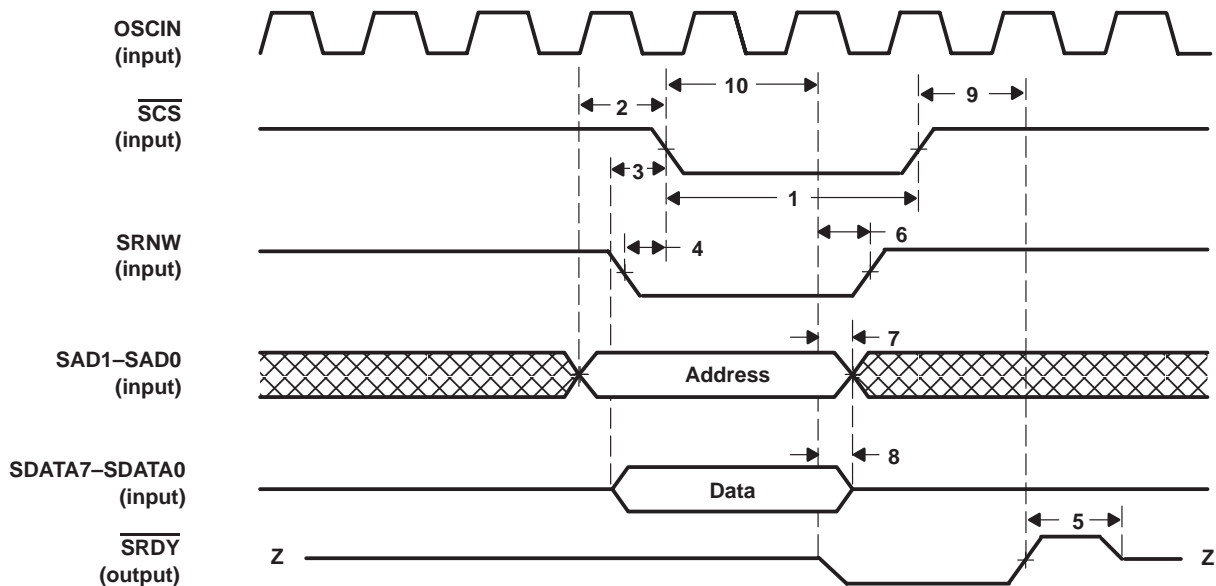 OSCIN
(input)
10
9
2
SCS
(input)
3
1
SRNW
(input)
4
6
7
SAD1–SAD0
(input)
Address
8
SDATA7–SDATA0
(input)
Data
5
SRDY
(output)
Z
Z